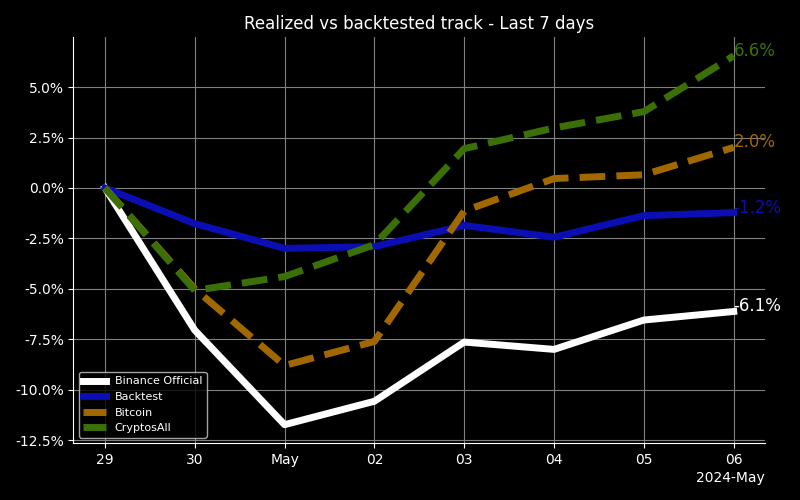 Realized vs backtested track - Last 7 days
6.6%
5.0%
2.5%
2.0%
0.0%
-1.2%
-2.5%
-5.0%
-6.1%
-7.5%
-10.0%
-12.5%
Binance Official
Backtest
Bitcoin
CryptosAll
29 30 May 02 03 04 05 06
2024-May